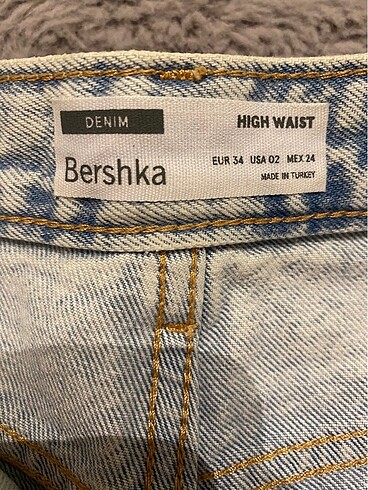 DENIM
HIGH WAIST
Bershka
EUR 34 USA 02 MEX 24
MADE IN TURKEY